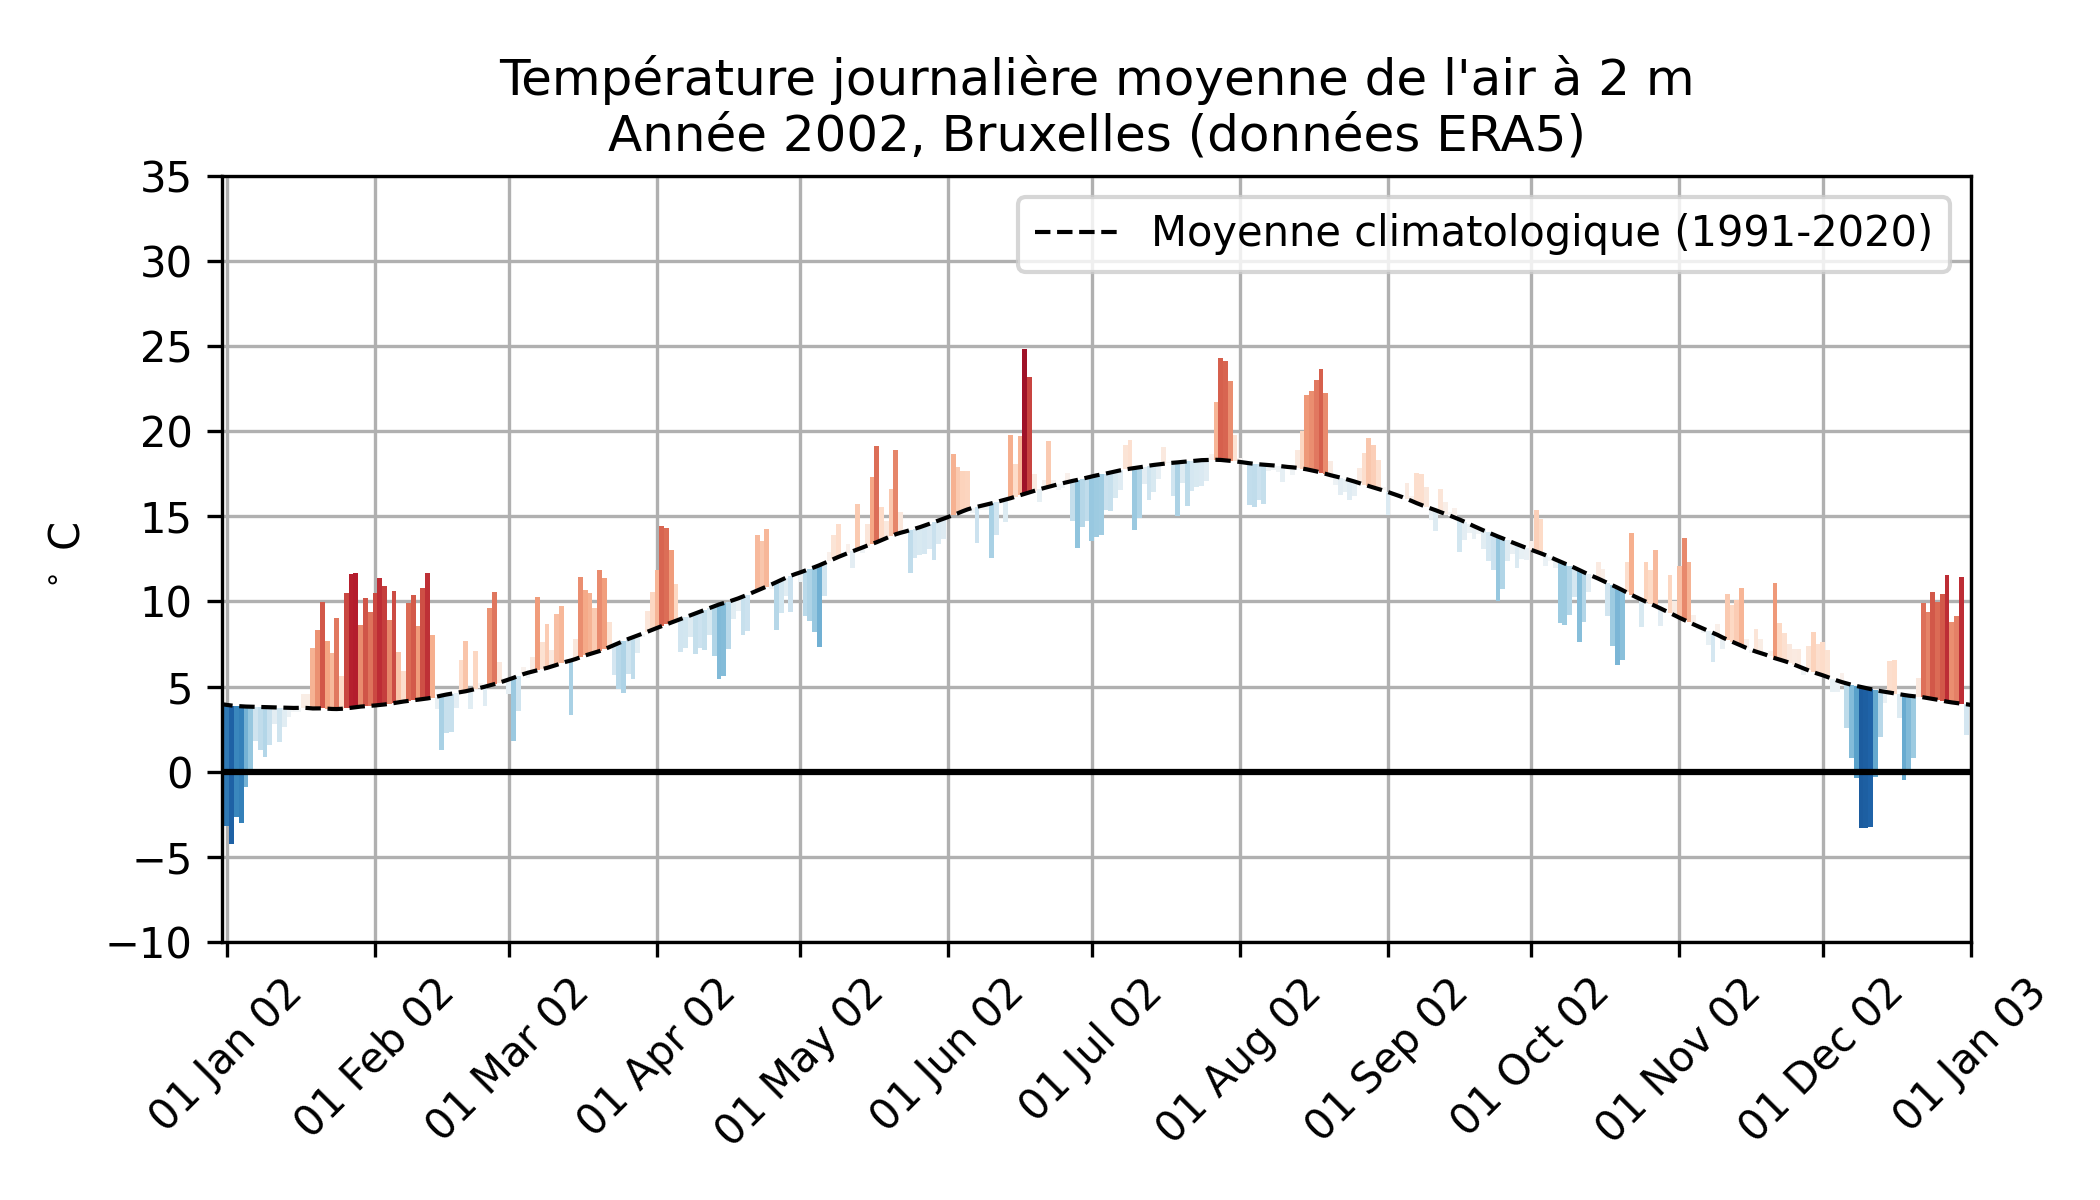 Température journalière moyenne de l'air à 2 m
Année 2002, Bruxelles (données ERA5)
Moyenne climatologique (1991-2020)
35
30
25
20
15
10
5
0
−5
−10
° C
01 Jan 02
01 Feb 02
01 Mar 02
01 Apr 02
01 May 02
01 Jun 02
01 Jul 02
01 Aug 02
01 Sep 02
01 Oct 02
01 Nov 02
01 Dec 02
01 Jan 03